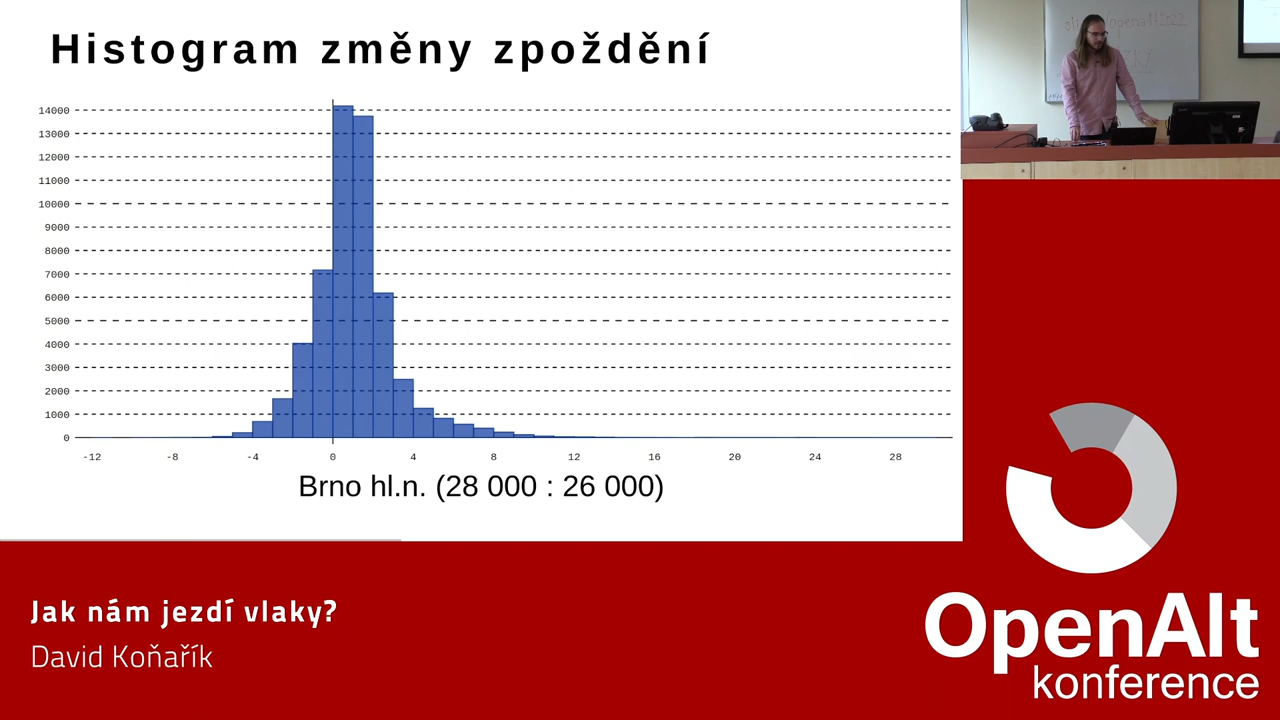 Histogram změny zpoždění
14000
13000
12000
11000
10000
9000
8000
7000
6000
5000
4000
3000
2000
1000
0
-12 -8 -4 0 4 8 12 16 20 24 28
Brno hl.n. (28 000 : 26 000)
Jak nám jezdí vlaky?
David Koňařík
OpenAlt
konference